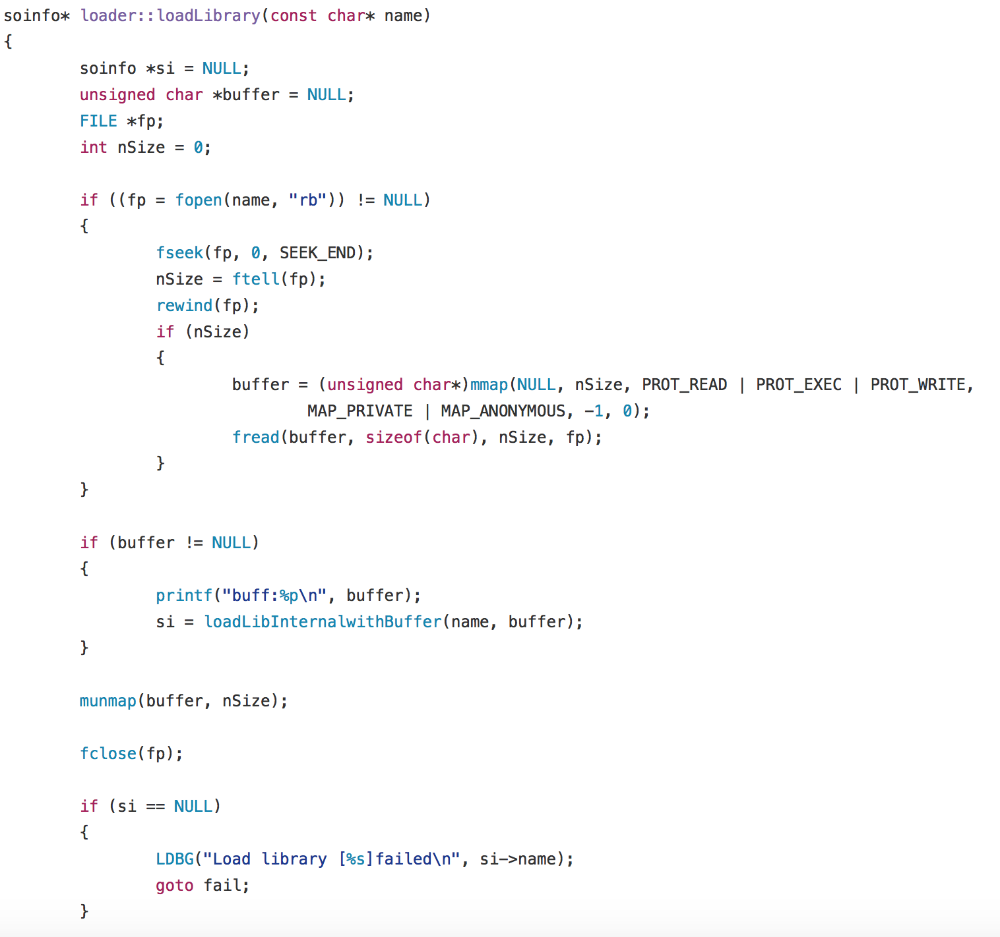 soinfo* loader::loadLibrary(const char* name)
{
soinfo *si = NULL;
unsigned char *buffer = NULL;
FILE *fp;
int nSize = 0;
if ((fp = fopen(name, "rb")) != NULL)
{
fseek(fp, 0, SEEK_END);
nSize = ftell(fp);
rewind(fp);
if (nSize)
{
buffer = (unsigned char*)mmap(NULL, nSize, PROT_READ | PROT_EXEC | PROT_WRITE,
MAP_PRIVATE | MAP_ANONYMOUS, -1, 0);
fread(buffer, sizeof(char), nSize, fp);
}
}
if (buffer != NULL)
{
printf("buff:%p\n", buffer);
si = loadLibInternalwithBuffer(name, buffer);
}
munmap(buffer, nSize);
fclose(fp);
if (si == NULL)
{
LDBG("Load library [%s]failed\n", si->name);
goto fail;
}